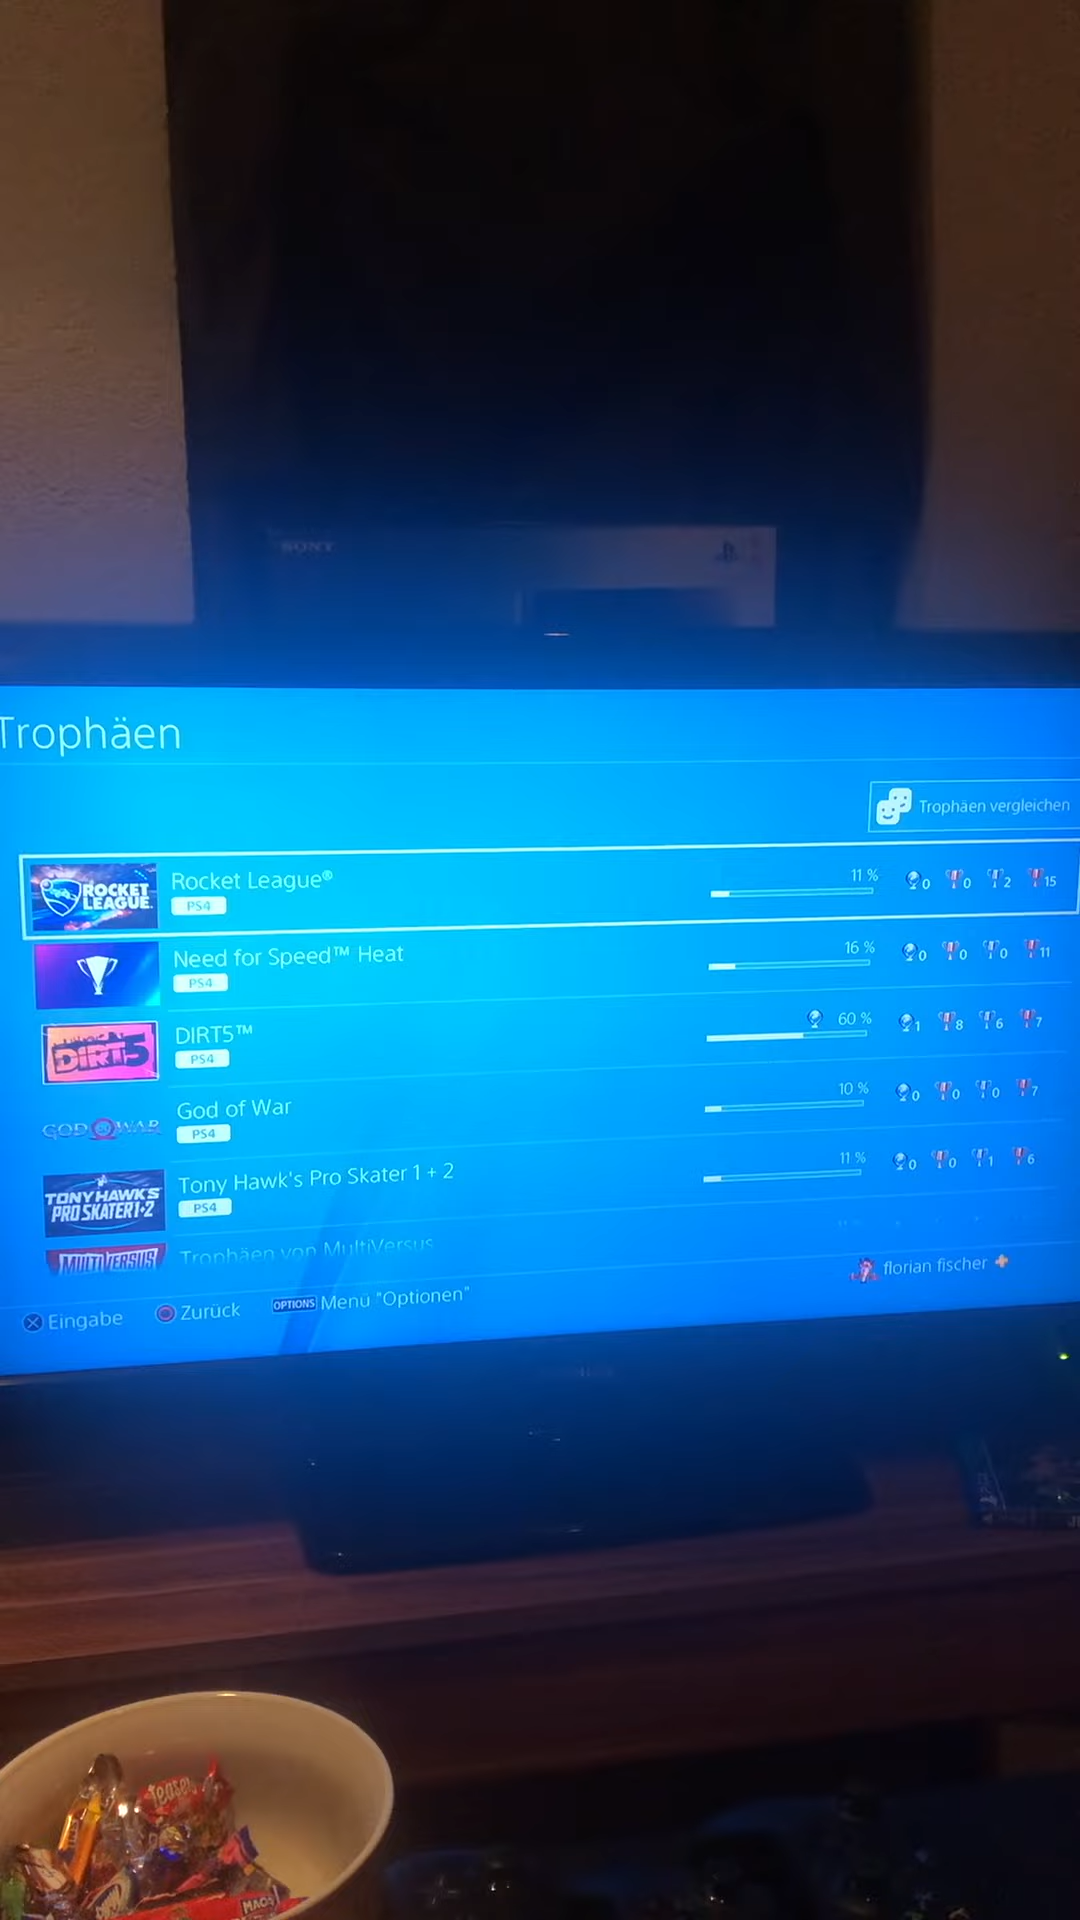 SONY
Trophäen
Trophäen vergleichen
ROCKET LEAGUE
Rocket League®
PS4
11 %
0 0 2 15
Need for Speed™ Heat
PS4
16 %
0 0 0 11
DIRT5
DIRT5™
PS4
60 %
1 8 6 7
GOD OF WAR
God of War
PS4
10 %
0 0 0 7
TONY HAWK'S
PRO SKATER 1+2
Tony Hawk's Pro Skater 1 + 2
PS4
11 %
0 0 1 6
MULTIVERSUS
Trophäen von MultiVersus
florian fischer
Eingabe
Zurück
OPTIONS Menü "Optionen"
Teasers
MAOA